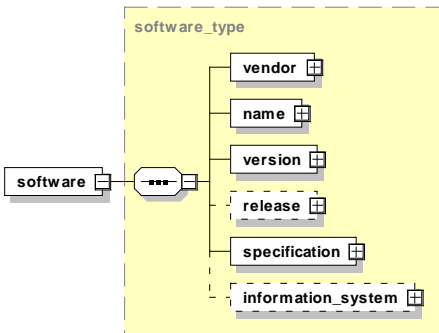 software_type
vendor
name
version
software
release
specification
information_system